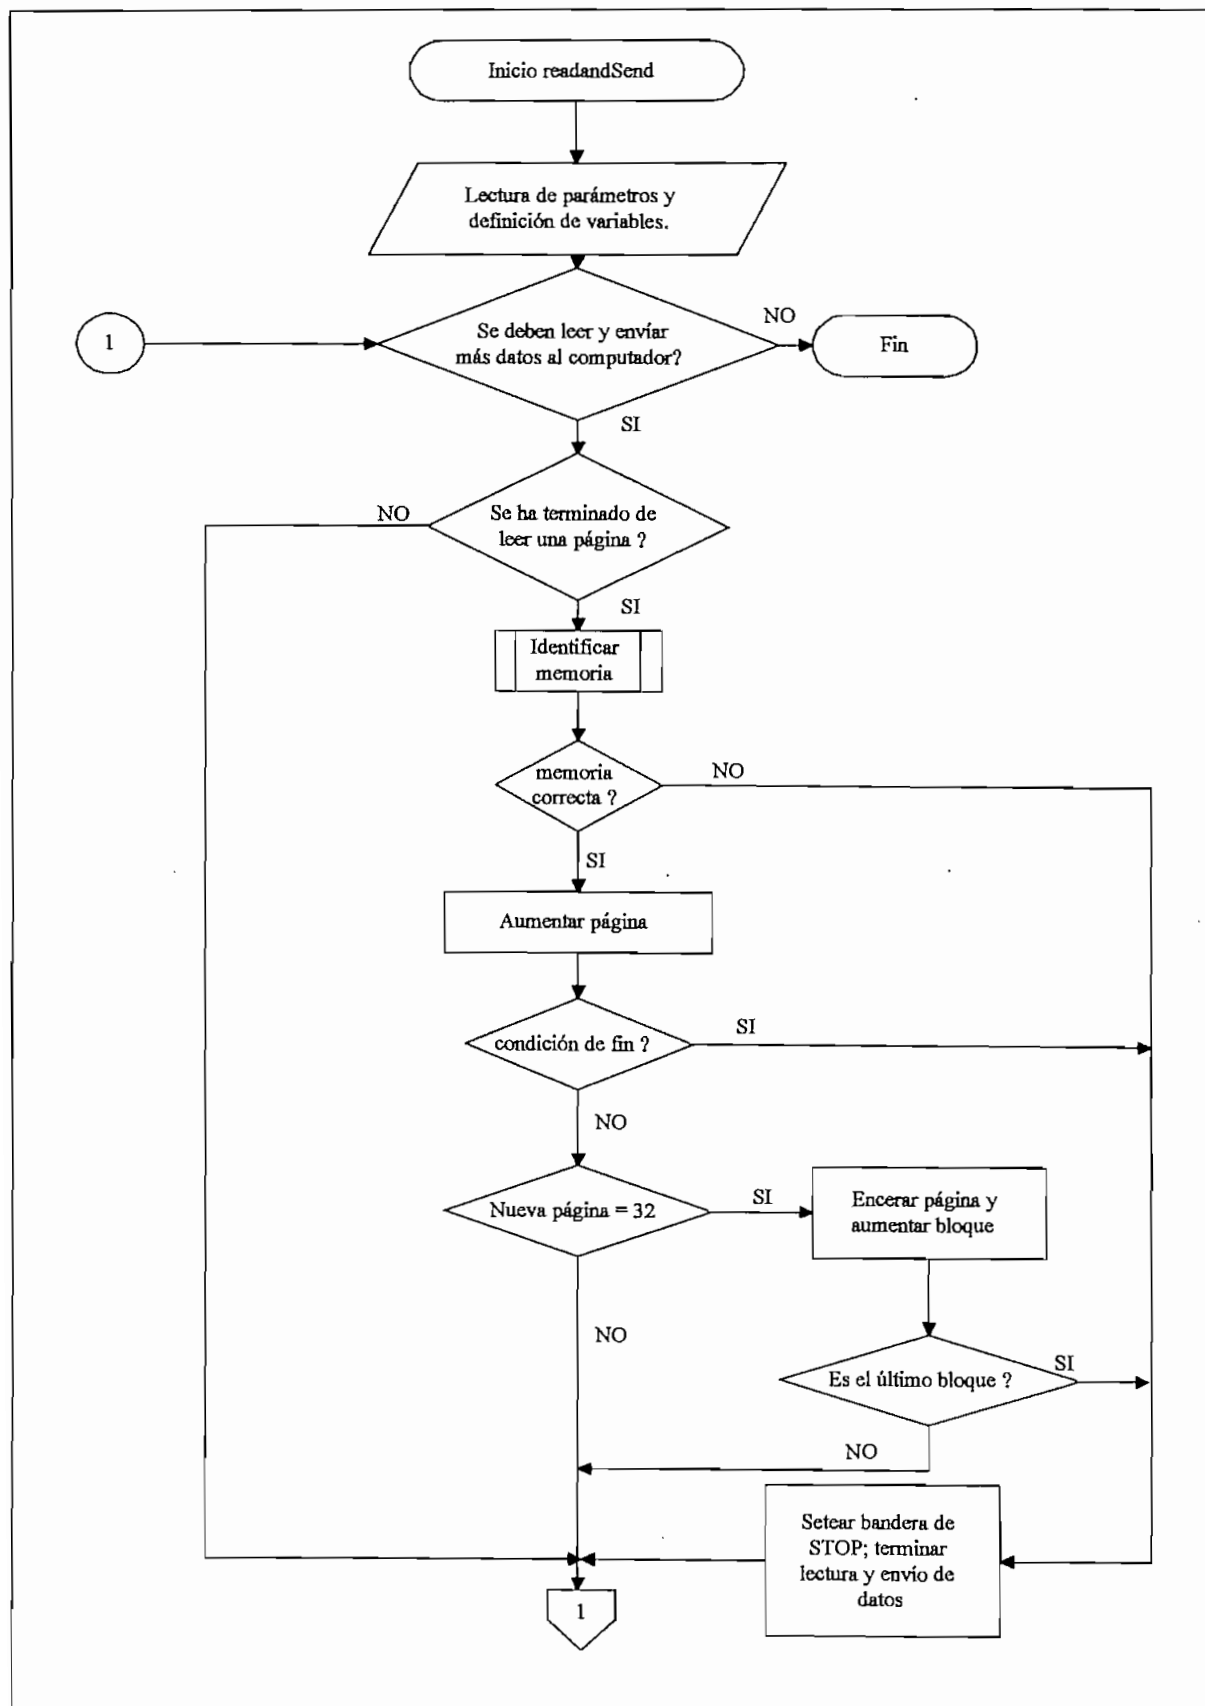 Inicio readandSend
Lectura de parámetros y
definición de variables.
1
Se deben leer y envíar
más datos al computador?
NO
Fin
SI
NO
Se ha terminado de
leer una página ?
SI
Identificar
memoria
memoria
correcta ?
NO
SI
Aumentar página
condición de fin ?
SI
NO
Nueva página = 32
SI
Encerar página y
aumentar bloque
NO
Es el último bloque ?
SI
NO
Setear bandera de
STOP; terminar
lectura y envío de
datos
1